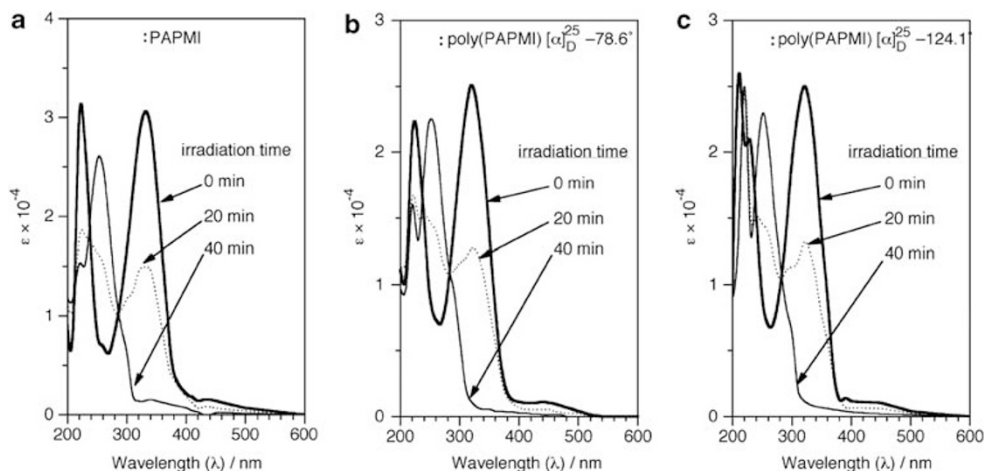 a
:PAPMI
4
3
2
1
0
ε × 10⁻⁴
irradiation time
0 min
20 min
40 min
200 300 400 500 600
Wavelength (λ) / nm
b
:poly(PAPMI) [α]²⁵D −78.6°
3
2
1
0
ε × 10⁻⁴
irradiation time
0 min
20 min
40 min
200 300 400 500 600
Wavelength (λ) / nm
c
:poly(PAPMI) [α]²⁵D −124.1°
3
2
1
0
ε × 10⁻⁴
irradiation time
0 min
20 min
40 min
200 300 400 500 600
Wavelength (λ) / nm